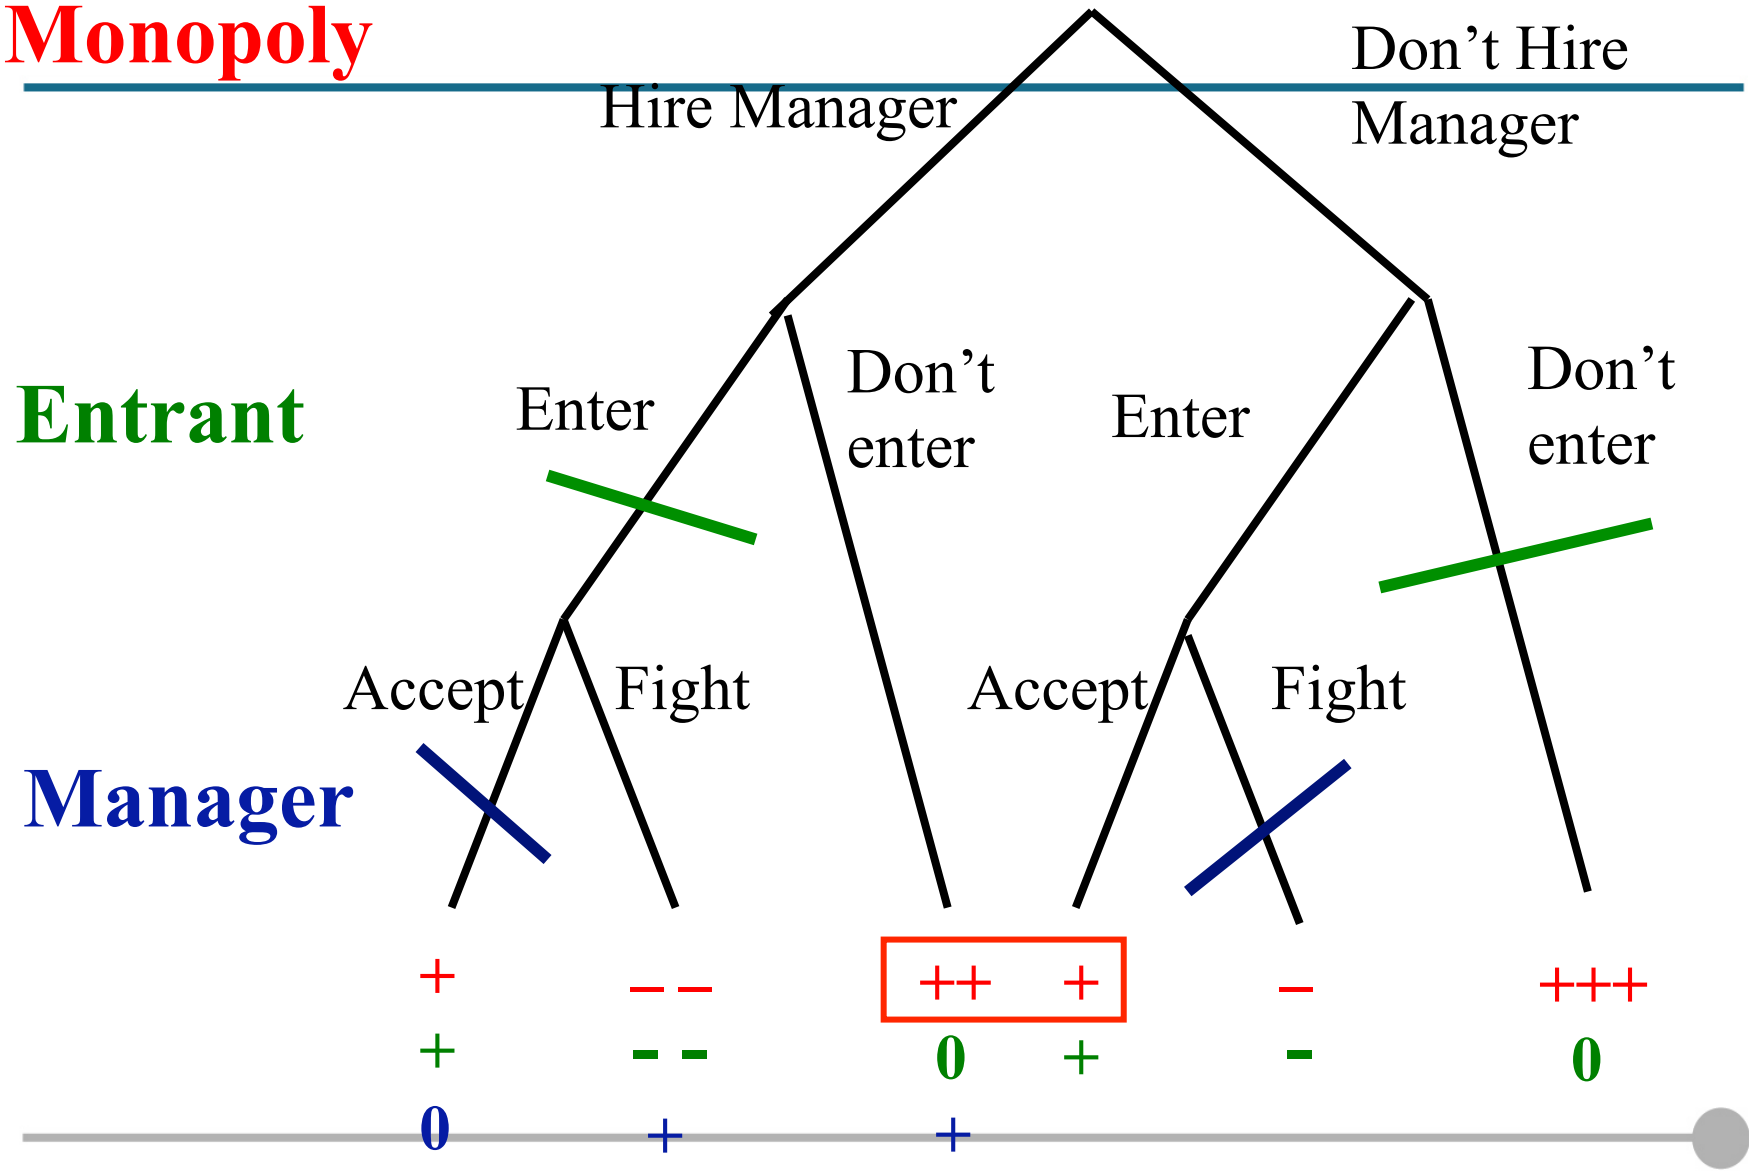 Monopoly
Don’t Hire
Manager
Hire Manager
Entrant
Enter
Don’t
enter
Enter
Don’t
enter
Manager
Accept
Fight
Accept
Fight
+ – – ++ + – +++
+ - - 0 + - 0
0 + +